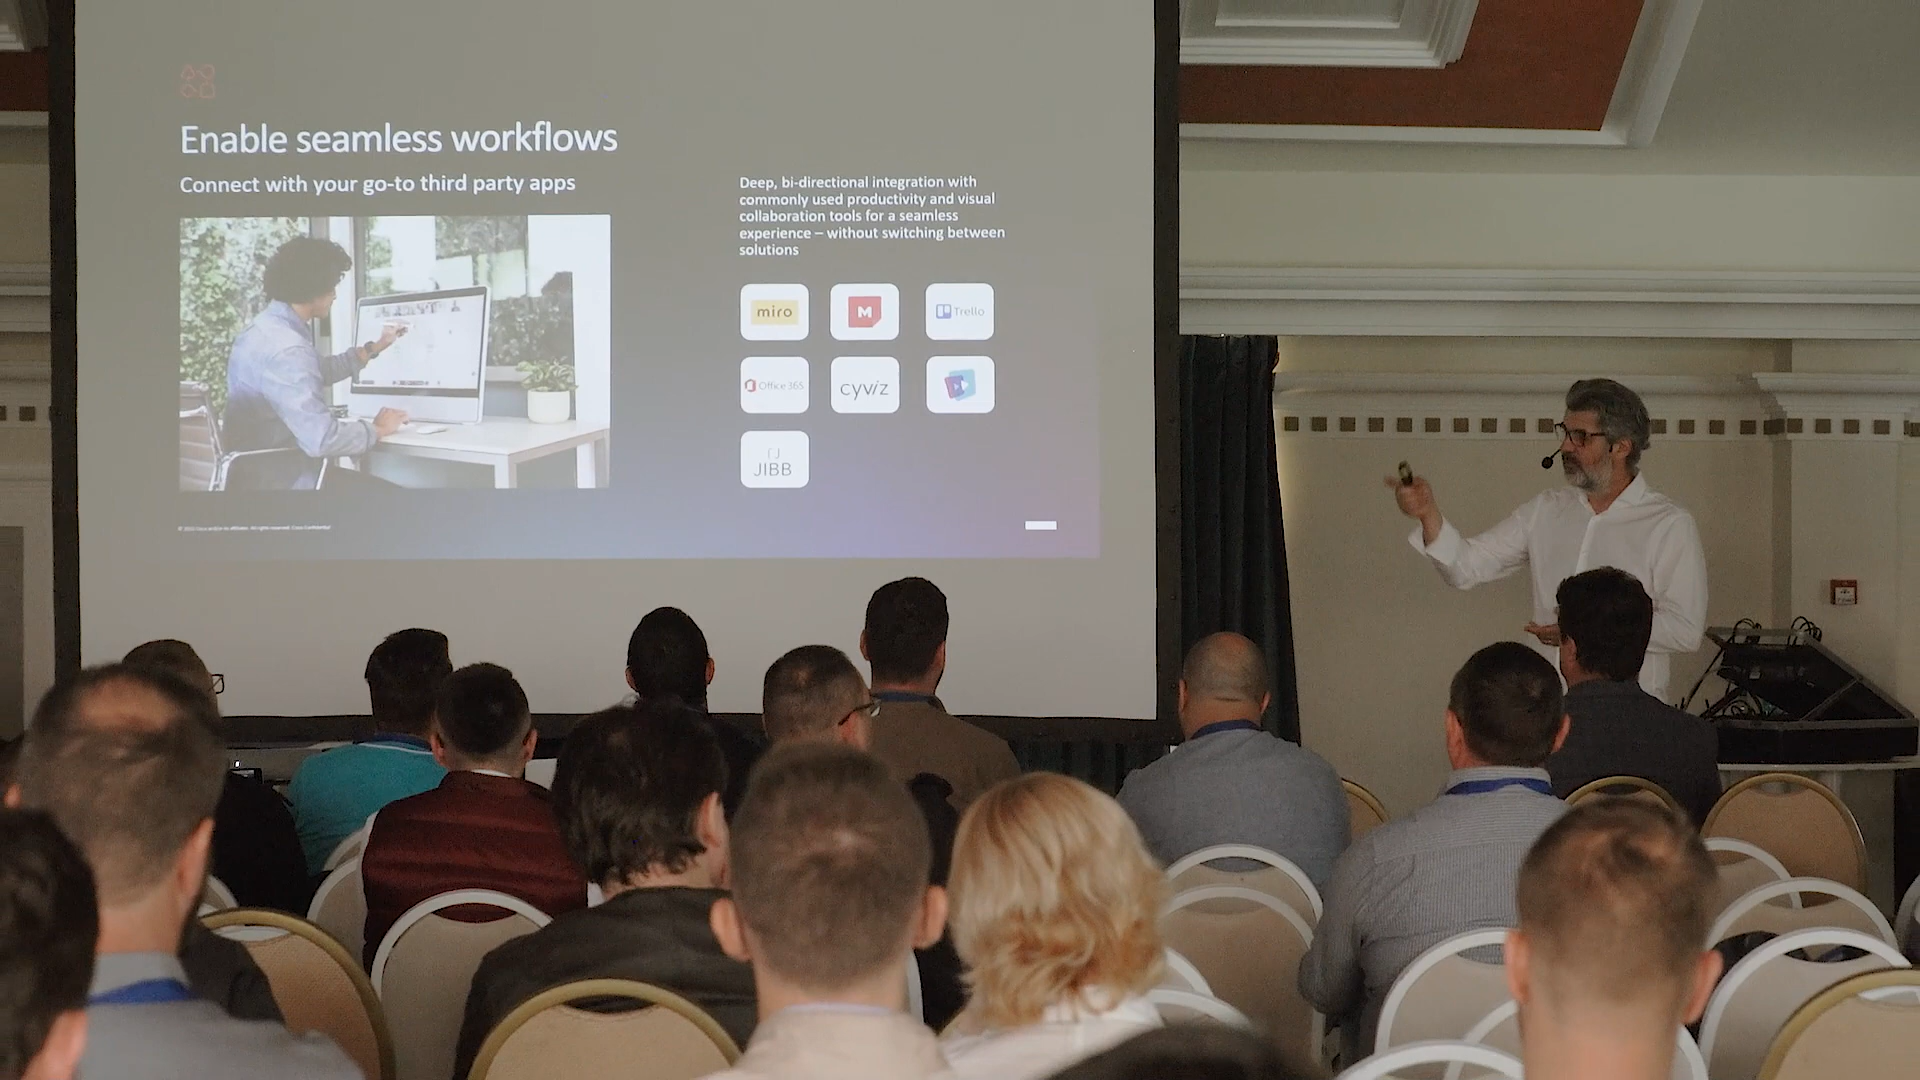 Enable seamless workflows
Connect with your go-to third party apps
Deep, bi-directional integration with
commonly used productivity and visual
collaboration tools for a seamless
experience – without switching between
solutions
miro
M
Trello
Office 365
cyviz
JIBB